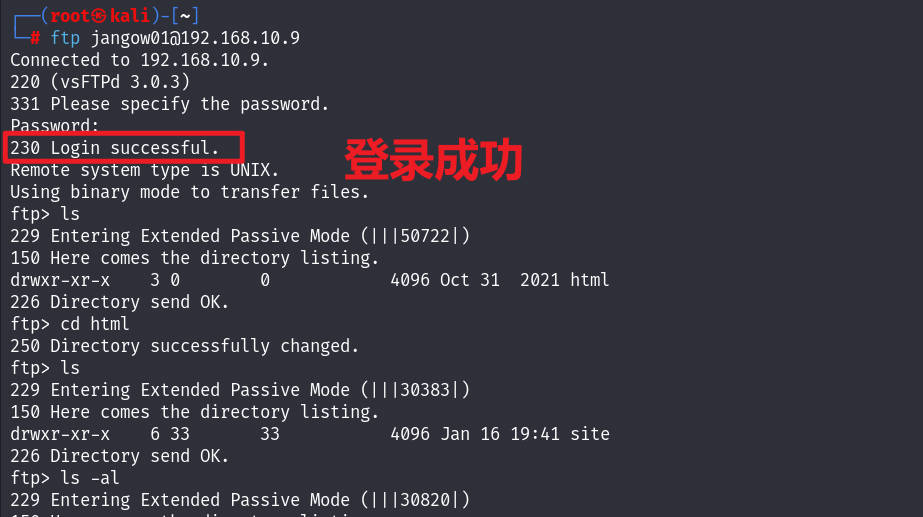 ┌──(root㉿kali)-[~]
└─# ftp jangow01@192.168.10.9
Connected to 192.168.10.9.
220 (vsFTPd 3.0.3)
331 Please specify the password.
Password:
230 Login successful.
登录成功
Remote system type is UNIX.
Using binary mode to transfer files.
ftp> ls
229 Entering Extended Passive Mode (|||50722|)
150 Here comes the directory listing.
drwxr-xr-x    3 0        0            4096 Oct 31  2021 html
226 Directory send OK.
ftp> cd html
250 Directory successfully changed.
ftp> ls
229 Entering Extended Passive Mode (|||30383|)
150 Here comes the directory listing.
drwxr-xr-x    6 33       33           4096 Jan 16 19:41 site
226 Directory send OK.
ftp> ls -al
229 Entering Extended Passive Mode (|||30820|)